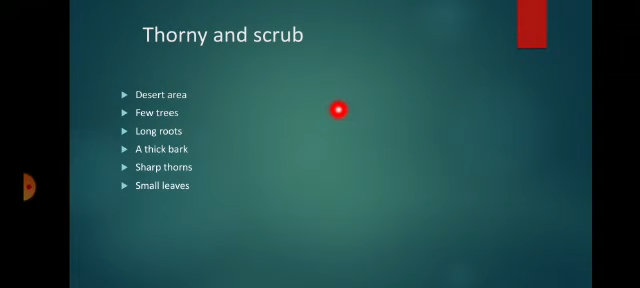 Thorny and scrub
Desert area
Few trees
Long roots
A thick bark
Sharp thorns
Small leaves